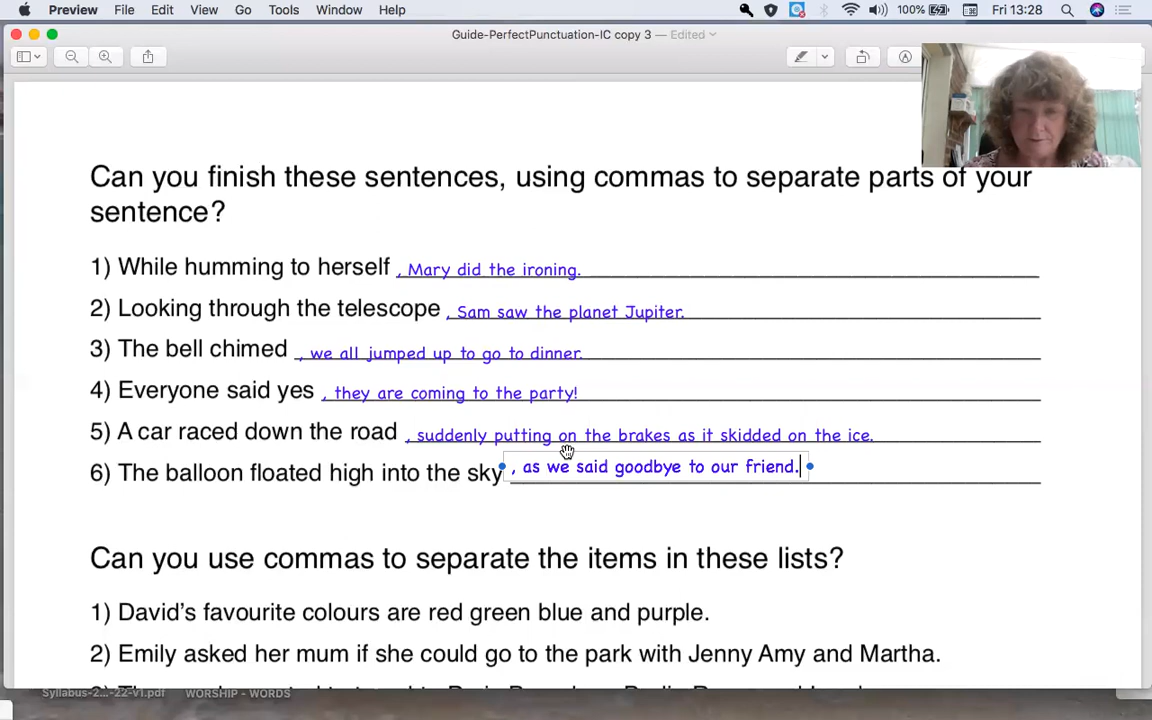 Preview File Edit View Go Tools Window Help 100% Fri 13:28
Guide-PerfectPunctuation-IC copy 3 — Edited
Can you finish these sentences, using commas to separate parts of your
sentence?
1) While humming to herself , Mary did the ironing.
2) Looking through the telescope , Sam saw the planet Jupiter.
3) The bell chimed , we all jumped up to go to dinner.
4) Everyone said yes , they are coming to the party!
5) A car raced down the road , suddenly putting on the brakes as it skidded on the ice.
6) The balloon floated high into the sky , as we said goodbye to our friend.
Can you use commas to separate the items in these lists?
1) David's favourite colours are red green blue and purple.
2) Emily asked her mum if she could go to the park with Jenny Amy and Martha.
Syllabus-2...-22-v1.pdf WORSHIP - WORDS